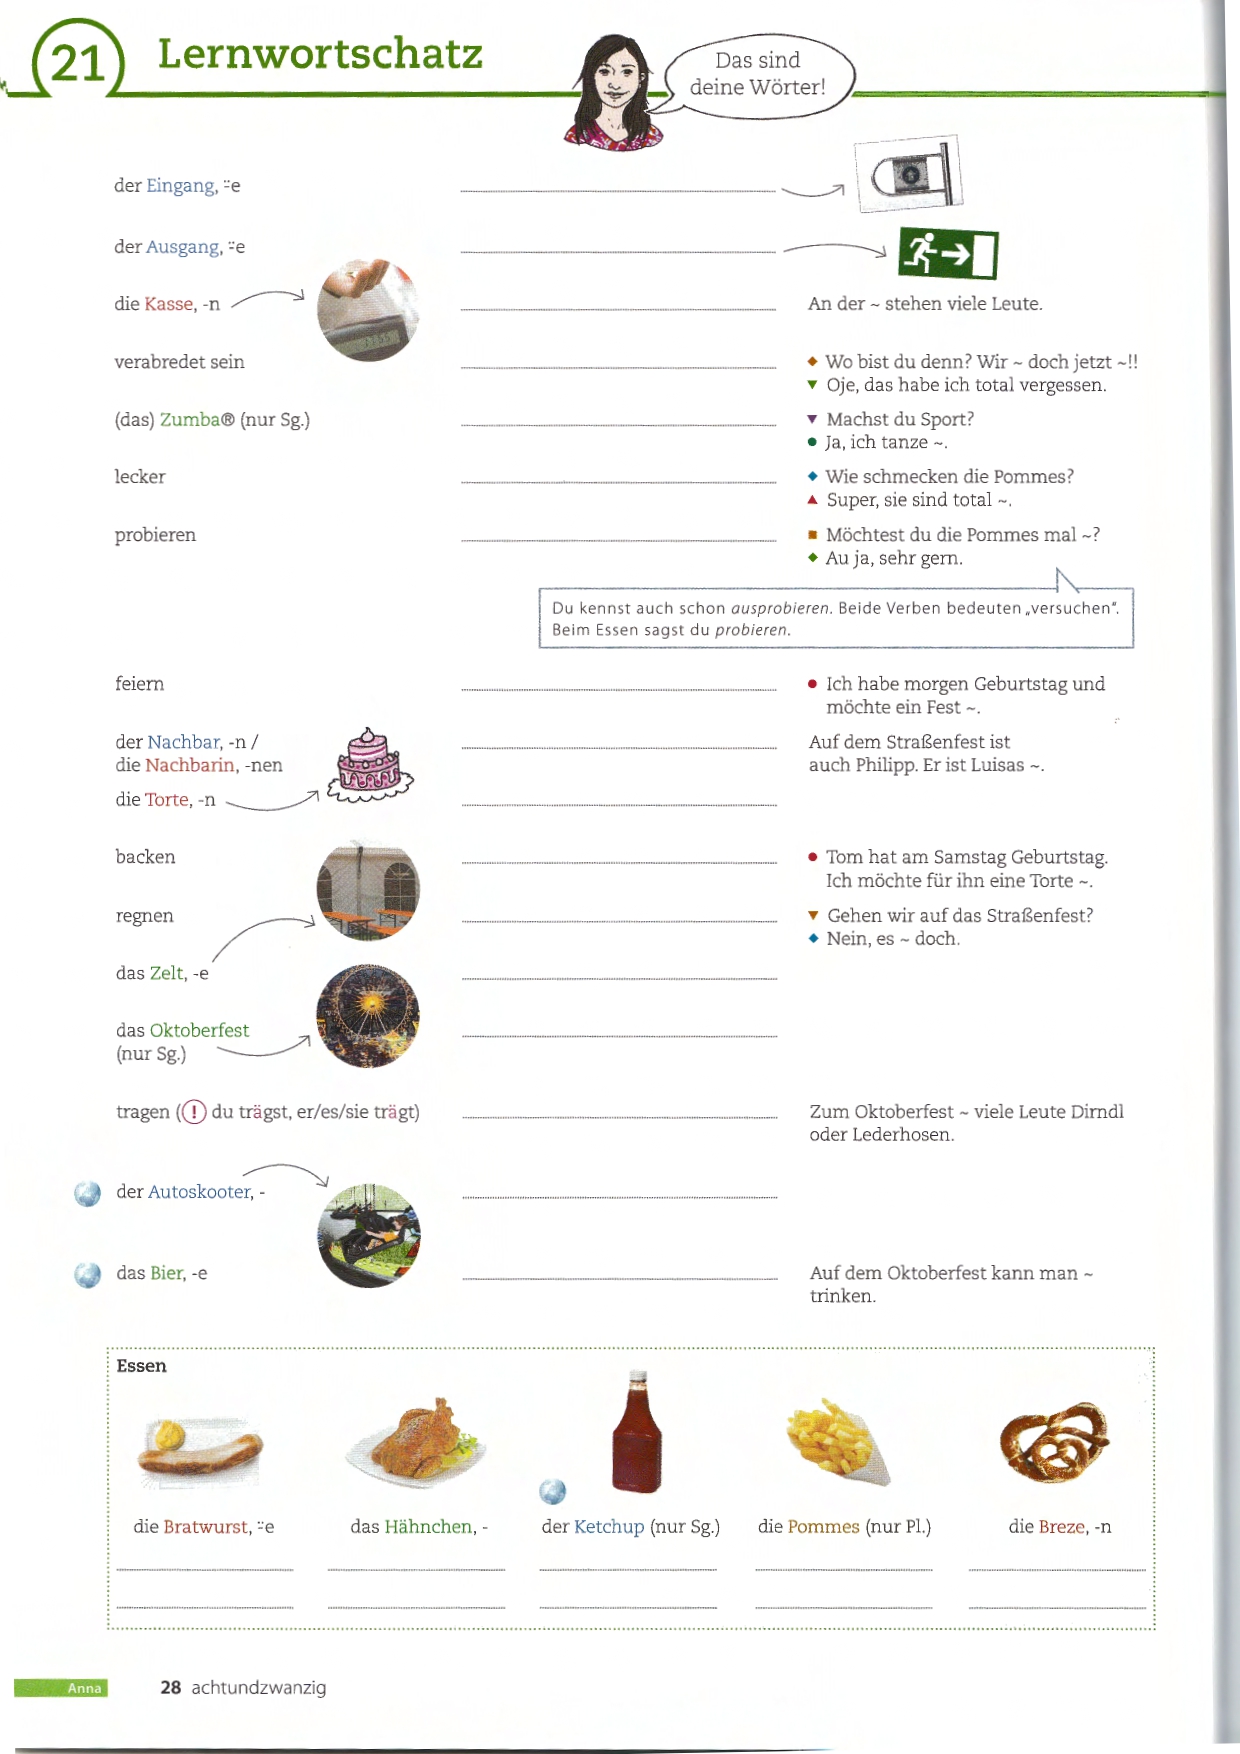 21 Lernwortschatz
Das sind
deine Wörter!
der Eingang, ¨-e
der Ausgang, ¨-e
die Kasse, -n
An der ~ stehen viele Leute.
verabredet sein
◆ Wo bist du denn? Wir ~ doch jetzt ~!!
▼ Oje, das habe ich total vergessen.
(das) Zumba® (nur Sg.)
▼ Machst du Sport?
● Ja, ich tanze ~.
lecker
◆ Wie schmecken die Pommes?
▲ Super, sie sind total ~.
probieren
■ Möchtest du die Pommes mal ~?
◆ Au ja, sehr gern.
Du kennst auch schon ausprobieren. Beide Verben bedeuten „versuchen“.
Beim Essen sagst du probieren.
feiern
● Ich habe morgen Geburtstag und
möchte ein Fest ~.
der Nachbar, -n /
die Nachbarin, -nen
Auf dem Straßenfest ist
auch Philipp. Er ist Luisas ~.
die Torte, -n
backen
● Tom hat am Samstag Geburtstag.
Ich möchte für ihn eine Torte ~.
regnen
▼ Gehen wir auf das Straßenfest?
◆ Nein, es ~ doch.
das Zelt, -e
das Oktoberfest
(nur Sg.)
tragen (! du trägst, er/es/sie trägt)
Zum Oktoberfest ~ viele Leute Dirndl
oder Lederhosen.
der Autoskooter, -
das Bier, -e
Auf dem Oktoberfest kann man ~
trinken.
Essen
die Bratwurst, ¨-e
das Hähnchen, -
der Ketchup (nur Sg.)
die Pommes (nur Pl.)
die Breze, -n
Anna
28 achtundzwanzig